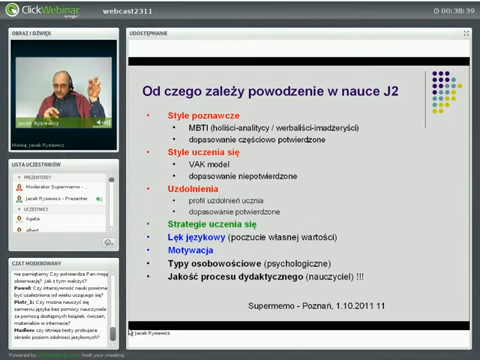 ClickWebinar
webcast2311
00:38:39
OBRAZ I DŹWIĘK
Jacek Rysiewicz
Mówią: Jacek Rysiewicz
LISTA UCZESTNIKÓW
PREZENTERZY
Moderator Supermemo -...
Jacek Rysiewicz - Presenter
UCZESTNICY
Agata
albert
CZAT MODEROWANY
nie pamiętamy Czy potwierdza Pan moją
obserwację? Jak z tym walczyć?
Pawel: Czy intensywność nauki powinna
być uzależniona od wieku uczącego się?
Piotr_1: Czy można nauczyć się
samemu języka bez pomocy nauczyciela
za pomocą dostępnych książek, ćwiczeń,
materiałów w internecie?
Madlen: czy istnieją testy probujące
określic poziom zdolności językowych?
UDOSTĘPNIANIE
Od czego zależy powodzenie w nauce J2
• Style poznawcze
• MBTI (holiści-analitycy / werbaliści-imadżeryści)
• dopasowanie częściowo potwierdzone
• Style uczenia się
• VAK model
• dopasowanie niepotwierdzone
• Uzdolnienia
• profil uzdolnień ucznia
• dopasowanie potwierdzone
• Strategie uczenia się
• Lęk językowy (poczucie własnej wartości)
• Motywacja
• Typy osobowościowe (psychologiczne)
• Jakość procesu dydaktycznego (nauczyciel) !!!
Supermemo - Poznań, 1.10.2011 11
Jacek Rysiewicz
Powered by